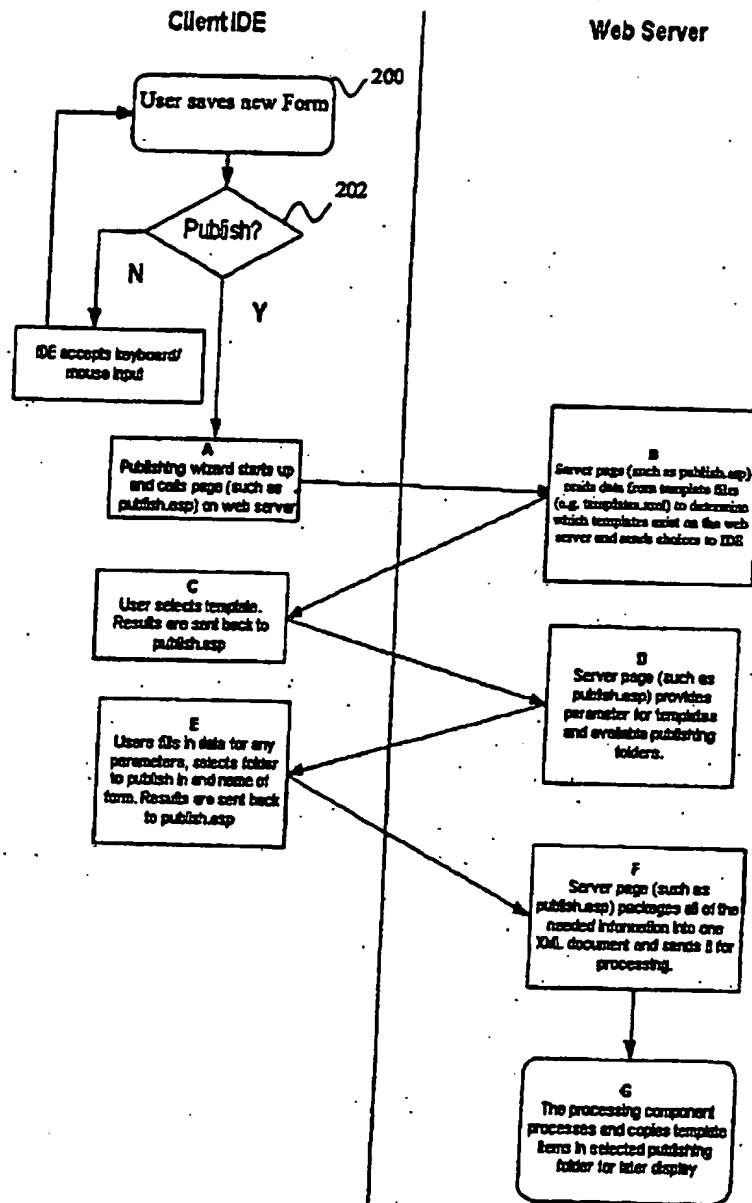 Client IDE
Web Server
User saves new Form
200
Publish?
202
N
Y
IDE accepts keyboard/
mouse input
A
Publishing wizard starts up
and calls page (such as
publish.asp) on web server
B
Server page (such as publish.asp)
reads data from template files
(e.g. templates.xml) to determine
which templates exist on the web
server and sends choices to IDE
C
User selects template.
Results are sent back to
publish.asp
D
Server page (such as
publish.asp) provides
parameter for templates
and available publishing
folders.
E
Users fills in data for any
parameters, selects folder
to publish in and name of
form. Results are sent back
to publish.asp
F
Server page (such as
publish.asp) packages all of the
needed information into one
XML document and sends it for
processing.
G
The processing component
processes and copies template
items in selected publishing
folder for later display